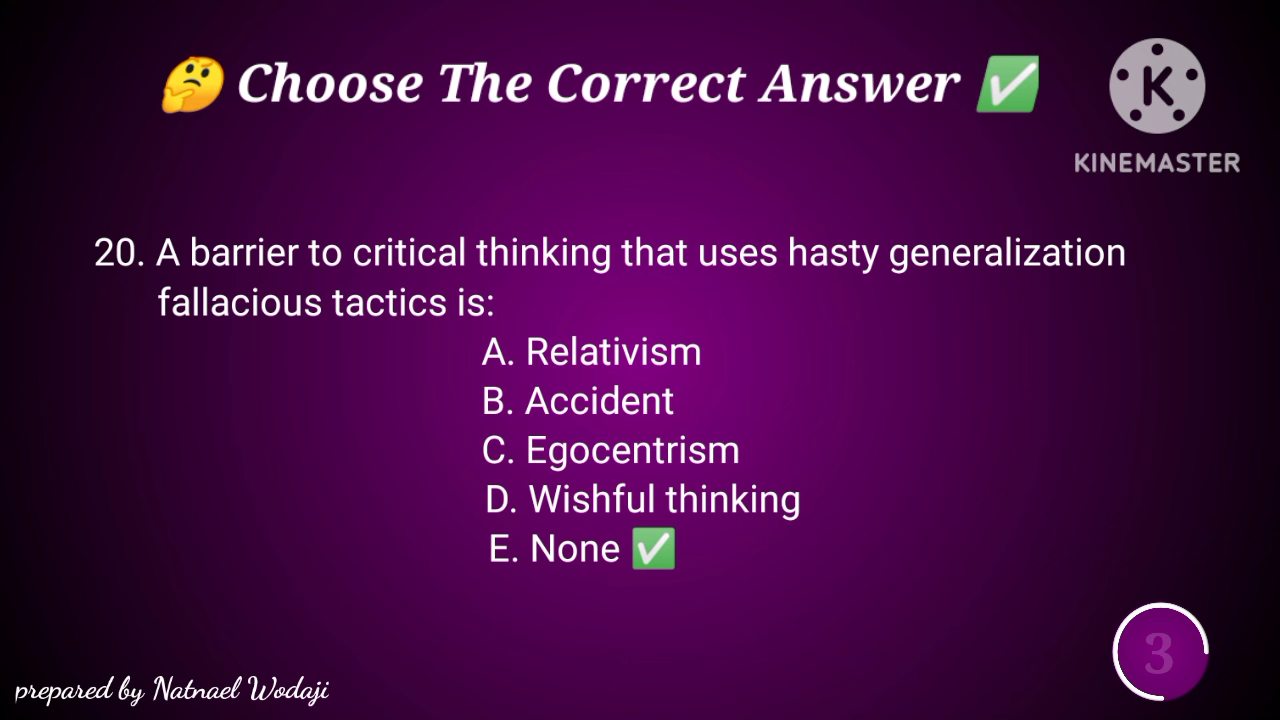 🤔 Choose The Correct Answer ✅
K
KINEMASTER
20. A barrier to critical thinking that uses hasty generalization
fallacious tactics is:
A. Relativism
B. Accident
C. Egocentrism
D. Wishful thinking
E. None ✅
3
prepared by Natnael Wodaji